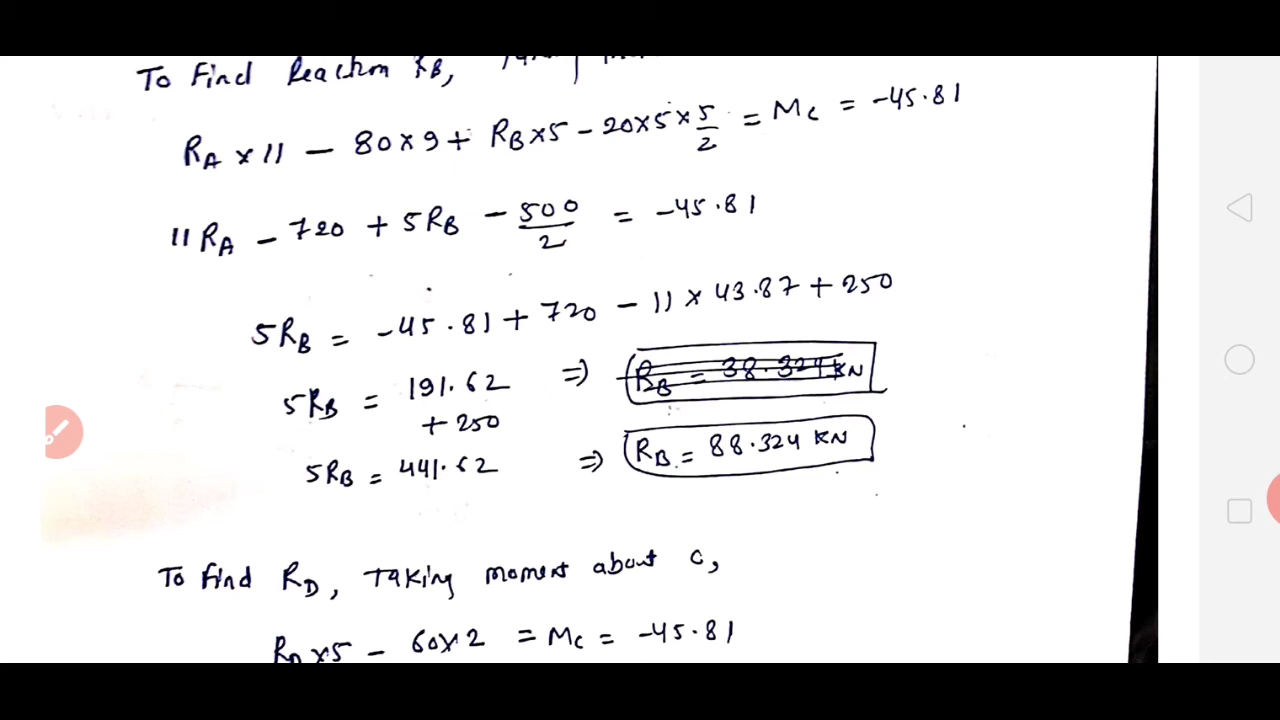 To Find Reaction RB,
RA × 11 − 80×9 + RB×5 − 20×5×5/2 = Mc = −45.81
11RA − 720 + 5RB − 500/2 = −45.81
5RB = −45.81 + 720 − 11 × 43.87 + 250
5RB = 191.62 + 250 ⇒ RB = 38.324 KN
5RB = 441.62 ⇒ RB = 88.324 KN
To find RD, Taking moment about c,
RD×5 − 60×2 = Mc = −45.81